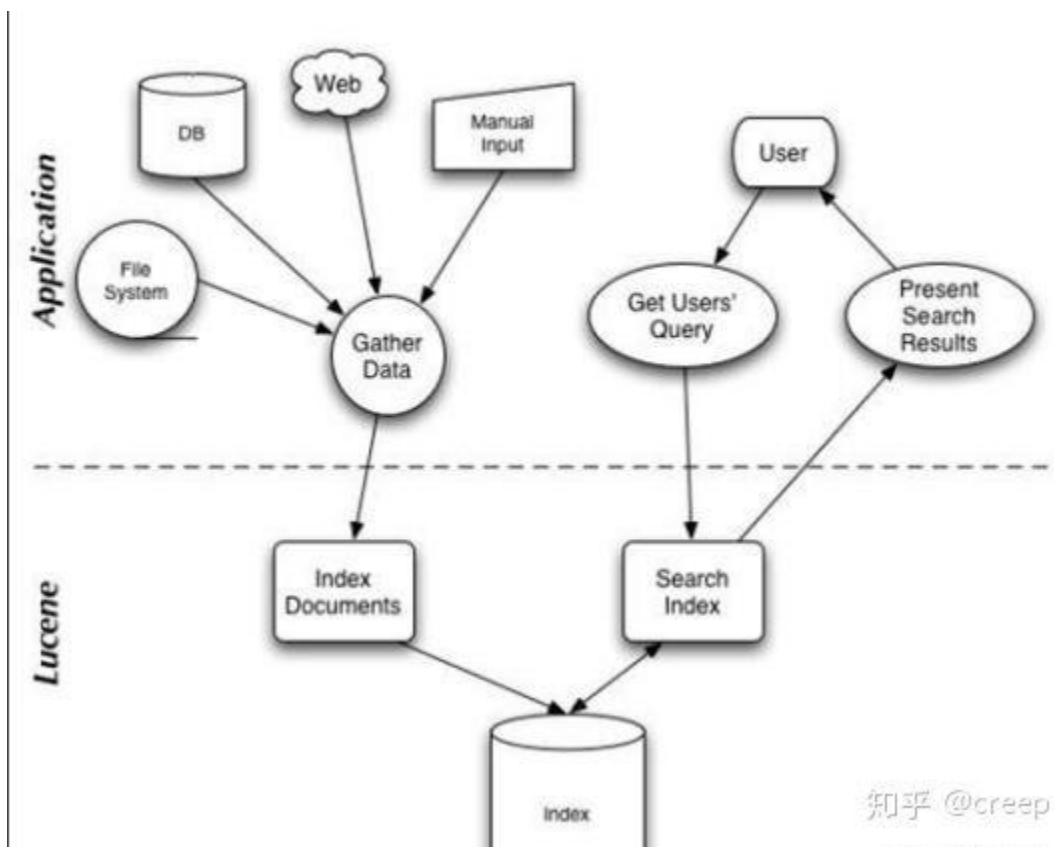 Application
Web
DB
Manual
Input
User
File
System
Gather
Data
Get Users'
Query
Present
Search
Results
Lucene
Index
Documents
Search
Index
Index
知乎 @creep